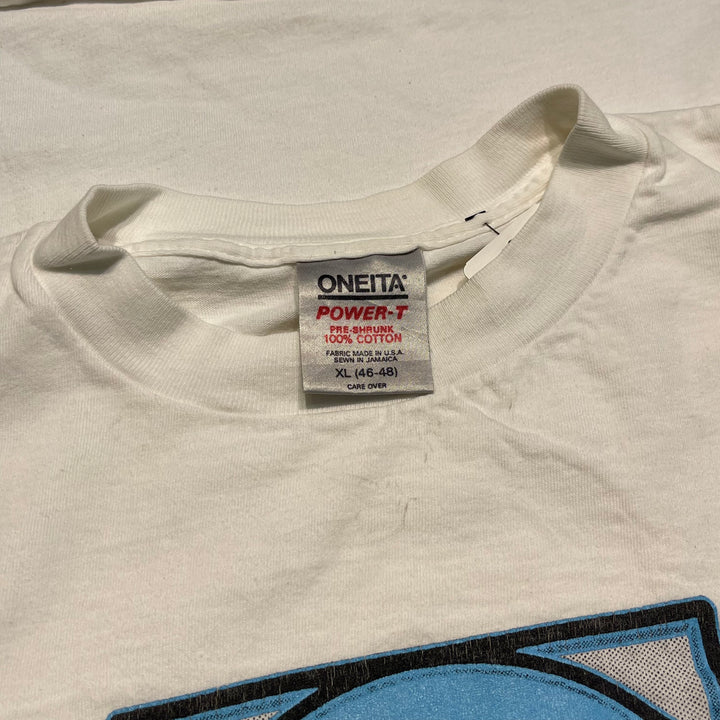 ONEITA®
POWER-T
PRE-SHRUNK
100% COTTON
FABRIC MADE IN U.S.A.
SEWN IN JAMAICA
XL (46-48)
CARE OVER